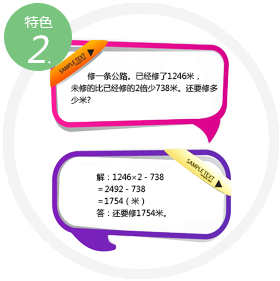 特色
2.
SAMPLE TEXT
修一条公路。已经修了1246米，
未修的比已经修的2倍少738米。还要修多
少米?
SAMPLE TEXT
解：1246×2 - 738
＝2492 - 738
＝1754（米）
答：还要修1754米。